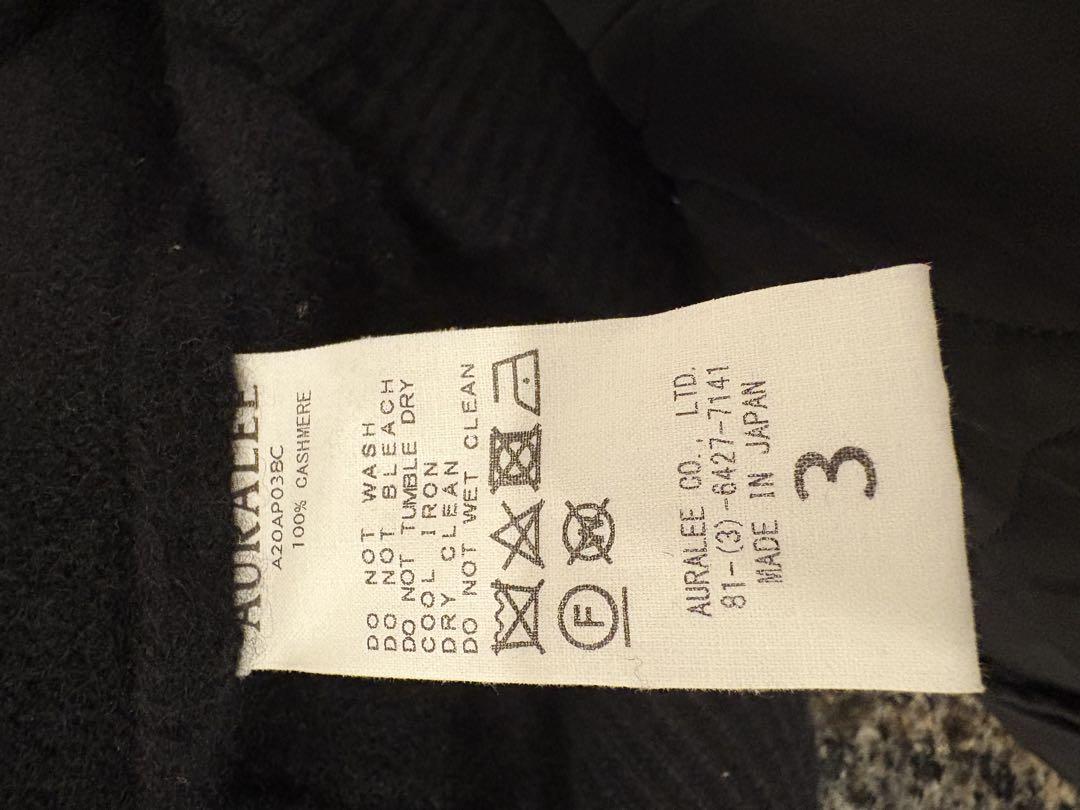 AURALEE
A20AP03BC
100% CASHMERE
DO NOT WASH
DO NOT BLEACH
DO NOT TUMBLE DRY
COOL IRON
DRY CLEAN
DO NOT WET CLEAN
F
W
AURALEE CO., LTD.
81-(3)-6427-7141
MADE IN JAPAN
3